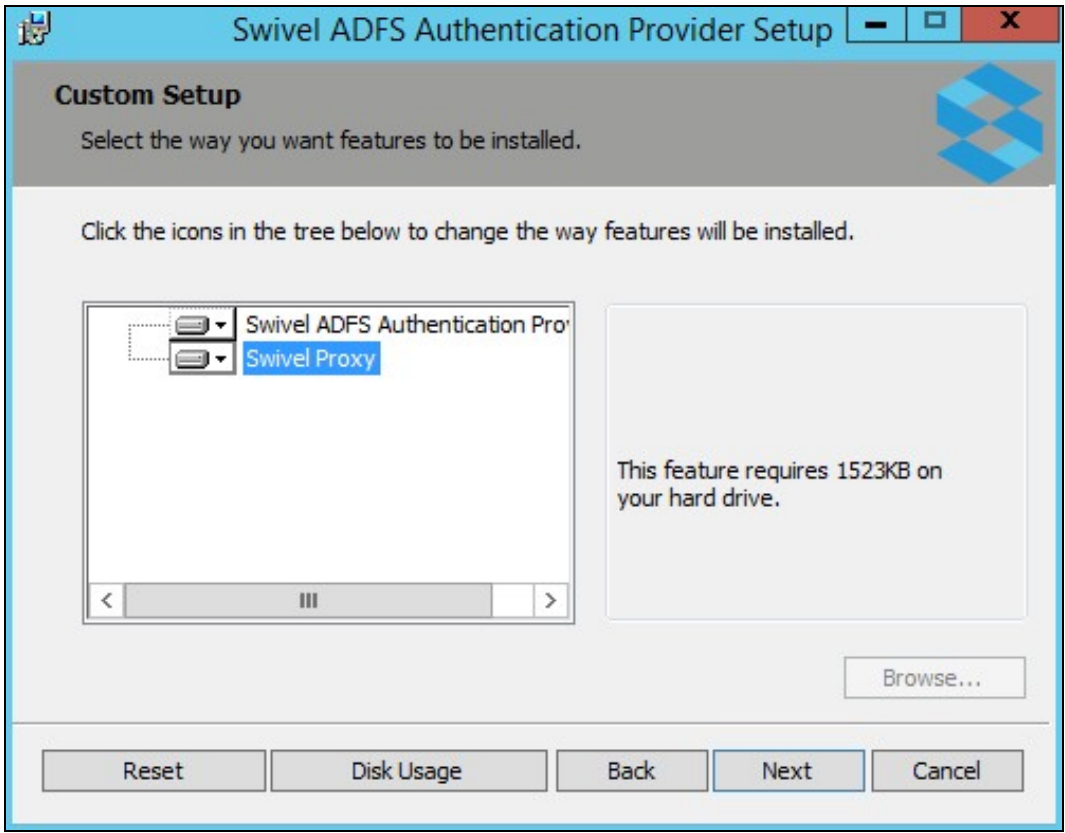 Swivel ADFS Authentication Provider Setup
Custom Setup
Select the way you want features to be installed.
Click the icons in the tree below to change the way features will be installed.
Swivel ADFS Authentication Pro
Swivel Proxy
This feature requires 1523KB on
your hard drive.
Browse...
Reset
Disk Usage
Back
Next
Cancel